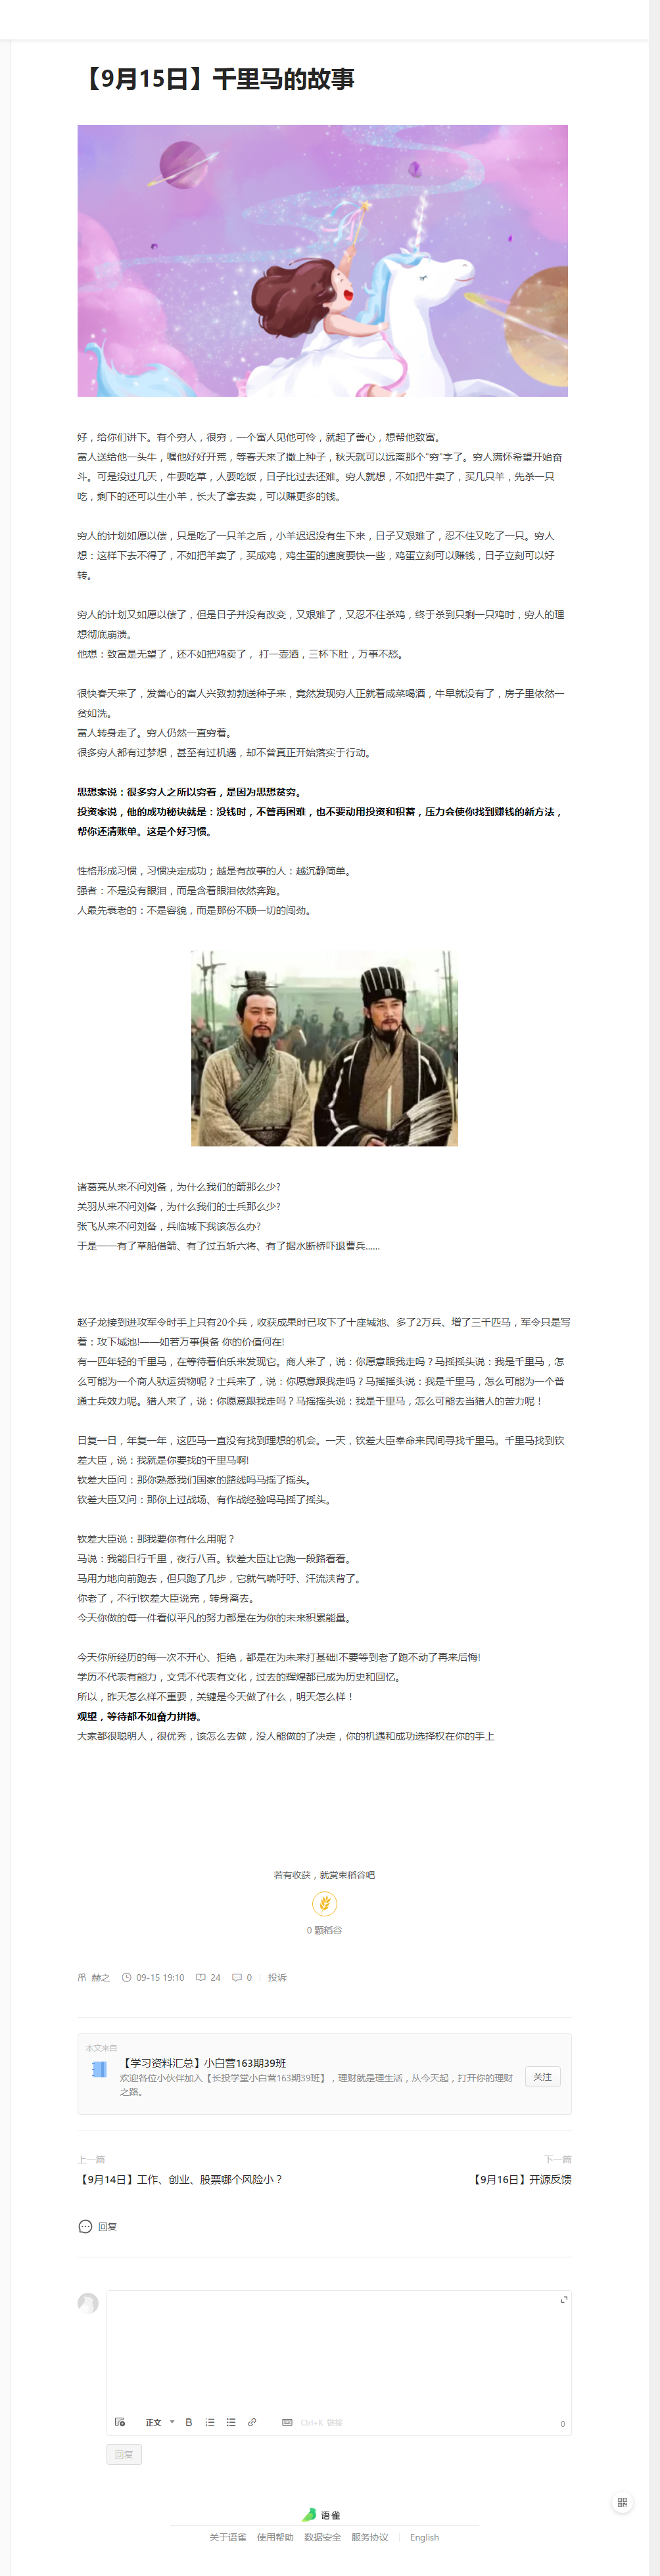 【9月15日】千里马的故事
好，给你们讲下。有个穷人，很穷，一个富人见他可怜，就起了善心，想帮他致富。
富人送给他一头牛，嘱他好好开荒，等春天来了撒上种子，秋天就可以远离那个"穷"字了。穷人满怀希望开始奋
斗。可是没过几天，牛要吃草，人要吃饭，日子比过去还难。穷人就想，不如把牛卖了，买几只羊，先杀一只
吃，剩下的还可以生小羊，长大了拿去卖，可以赚更多的钱。
穷人的计划如愿以偿，只是吃了一只羊之后，小羊迟迟没有生下来，日子又艰难了，忍不住又吃了一只。穷人
想：这样下去不得了，不如把羊卖了，买成鸡，鸡生蛋的速度要快一些，鸡蛋立刻可以赚钱，日子立刻可以好
转。
穷人的计划又如愿以偿了，但是日子并没有改变，又艰难了，又忍不住杀鸡，终于杀到只剩一只鸡时，穷人的理
想彻底崩溃。
他想：致富是无望了，还不如把鸡卖了， 打一壶酒，三杯下肚，万事不愁。
很快春天来了，发善心的富人兴致勃勃送种子来，竟然发现穷人正就着咸菜喝酒，牛早就没有了，房子里依然一
贫如洗。
富人转身走了。穷人仍然一直穷着。
很多穷人都有过梦想，甚至有过机遇，却不曾真正开始落实于行动。
思想家说：很多穷人之所以穷着，是因为思想贫穷。
投资家说，他的成功秘诀就是：没钱时，不管再困难，也不要动用投资和积蓄，压力会使你找到赚钱的新方法，
帮你还清账单。这是个好习惯。
性格形成习惯，习惯决定成功；越是有故事的人：越沉静简单。
强者：不是没有眼泪，而是含着眼泪依然奔跑。
人最先衰老的：不是容貌，而是那份不顾一切的闯劲。
诸葛亮从来不问刘备，为什么我们的箭那么少?
关羽从来不问刘备，为什么我们的士兵那么少?
张飞从来不问刘备，兵临城下我该怎么办?
于是——有了草船借箭、有了过五斩六将、有了据水断桥吓退曹兵......
赵子龙接到进攻军令时手上只有20个兵，收获成果时已攻下了十座城池、多了2万兵、增了三千匹马，军令只是写
着：攻下城池!——如若万事俱备 你的价值何在!
有一匹年轻的千里马，在等待着伯乐来发现它。商人来了，说：你愿意跟我走吗？马摇摇头说：我是千里马，怎
么可能为一个商人驮运货物呢？士兵来了，说：你愿意跟我走吗？马摇摇头说：我是千里马，怎么可能为一个普
通士兵效力呢。猎人来了，说：你愿意跟我走吗？马摇摇头说：我是千里马，怎么可能去当猎人的苦力呢！
日复一日，年复一年，这匹马一直没有找到理想的机会。一天，钦差大臣奉命来民间寻找千里马。千里马找到钦
差大臣，说：我就是你要找的千里马啊!
钦差大臣问：那你熟悉我们国家的路线吗马摇了摇头。
钦差大臣又问：那你上过战场、有作战经验吗马摇了摇头。
钦差大臣说：那我要你有什么用呢？
马说：我能日行千里，夜行八百。钦差大臣让它跑一段路看看。
马用力地向前跑去，但只跑了几步，它就气喘吁吁、汗流浃背了。
你老了，不行!钦差大臣说完，转身离去。
今天你做的每一件看似平凡的努力都是在为你的未来积累能量。
今天你所经历的每一次不开心、拒绝，都是在为未来打基础!不要等到老了跑不动了再来后悔!
学历不代表有能力，文凭不代表有文化，过去的辉煌都已成为历史和回忆。
所以，昨天怎么样不重要，关键是今天做了什么，明天怎么样！
观望，等待都不如奋力拼搏。
大家都很聪明人，很优秀，该怎么去做，没人能做的了决定，你的机遇和成功选择权在你的手上
若有收获，就赏束稻谷吧
0 颗稻谷
赫之 09-15 19:10 24 0 投诉
本文来自
【学习资料汇总】小白营163期39班
欢迎各位小伙伴加入【长投学堂小白营163期39班】，理财就是理生活，从今天起，打开你的理财
之路。
关注
上一篇 下一篇
【9月14日】工作、创业、股票哪个风险小？ 【9月16日】开源反馈
回复
正文 B Ctrl+K 链接 0
回复
语雀
关于语雀 使用帮助 数据安全 服务协议 English